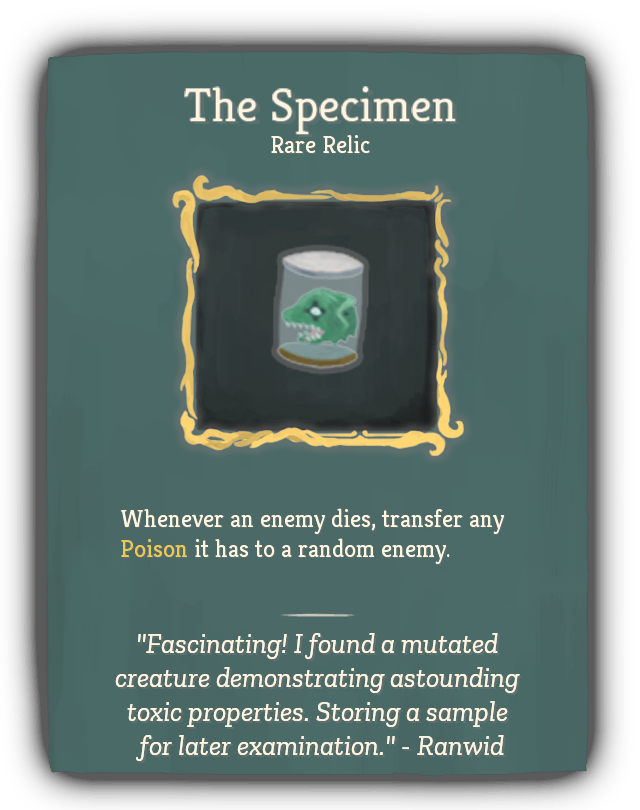 The Specimen
Rare Relic
Whenever an enemy dies, transfer any
Poison it has to a random enemy.
"Fascinating! I found a mutated
creature demonstrating astounding
toxic properties. Storing a sample
for later examination." - Ranwid